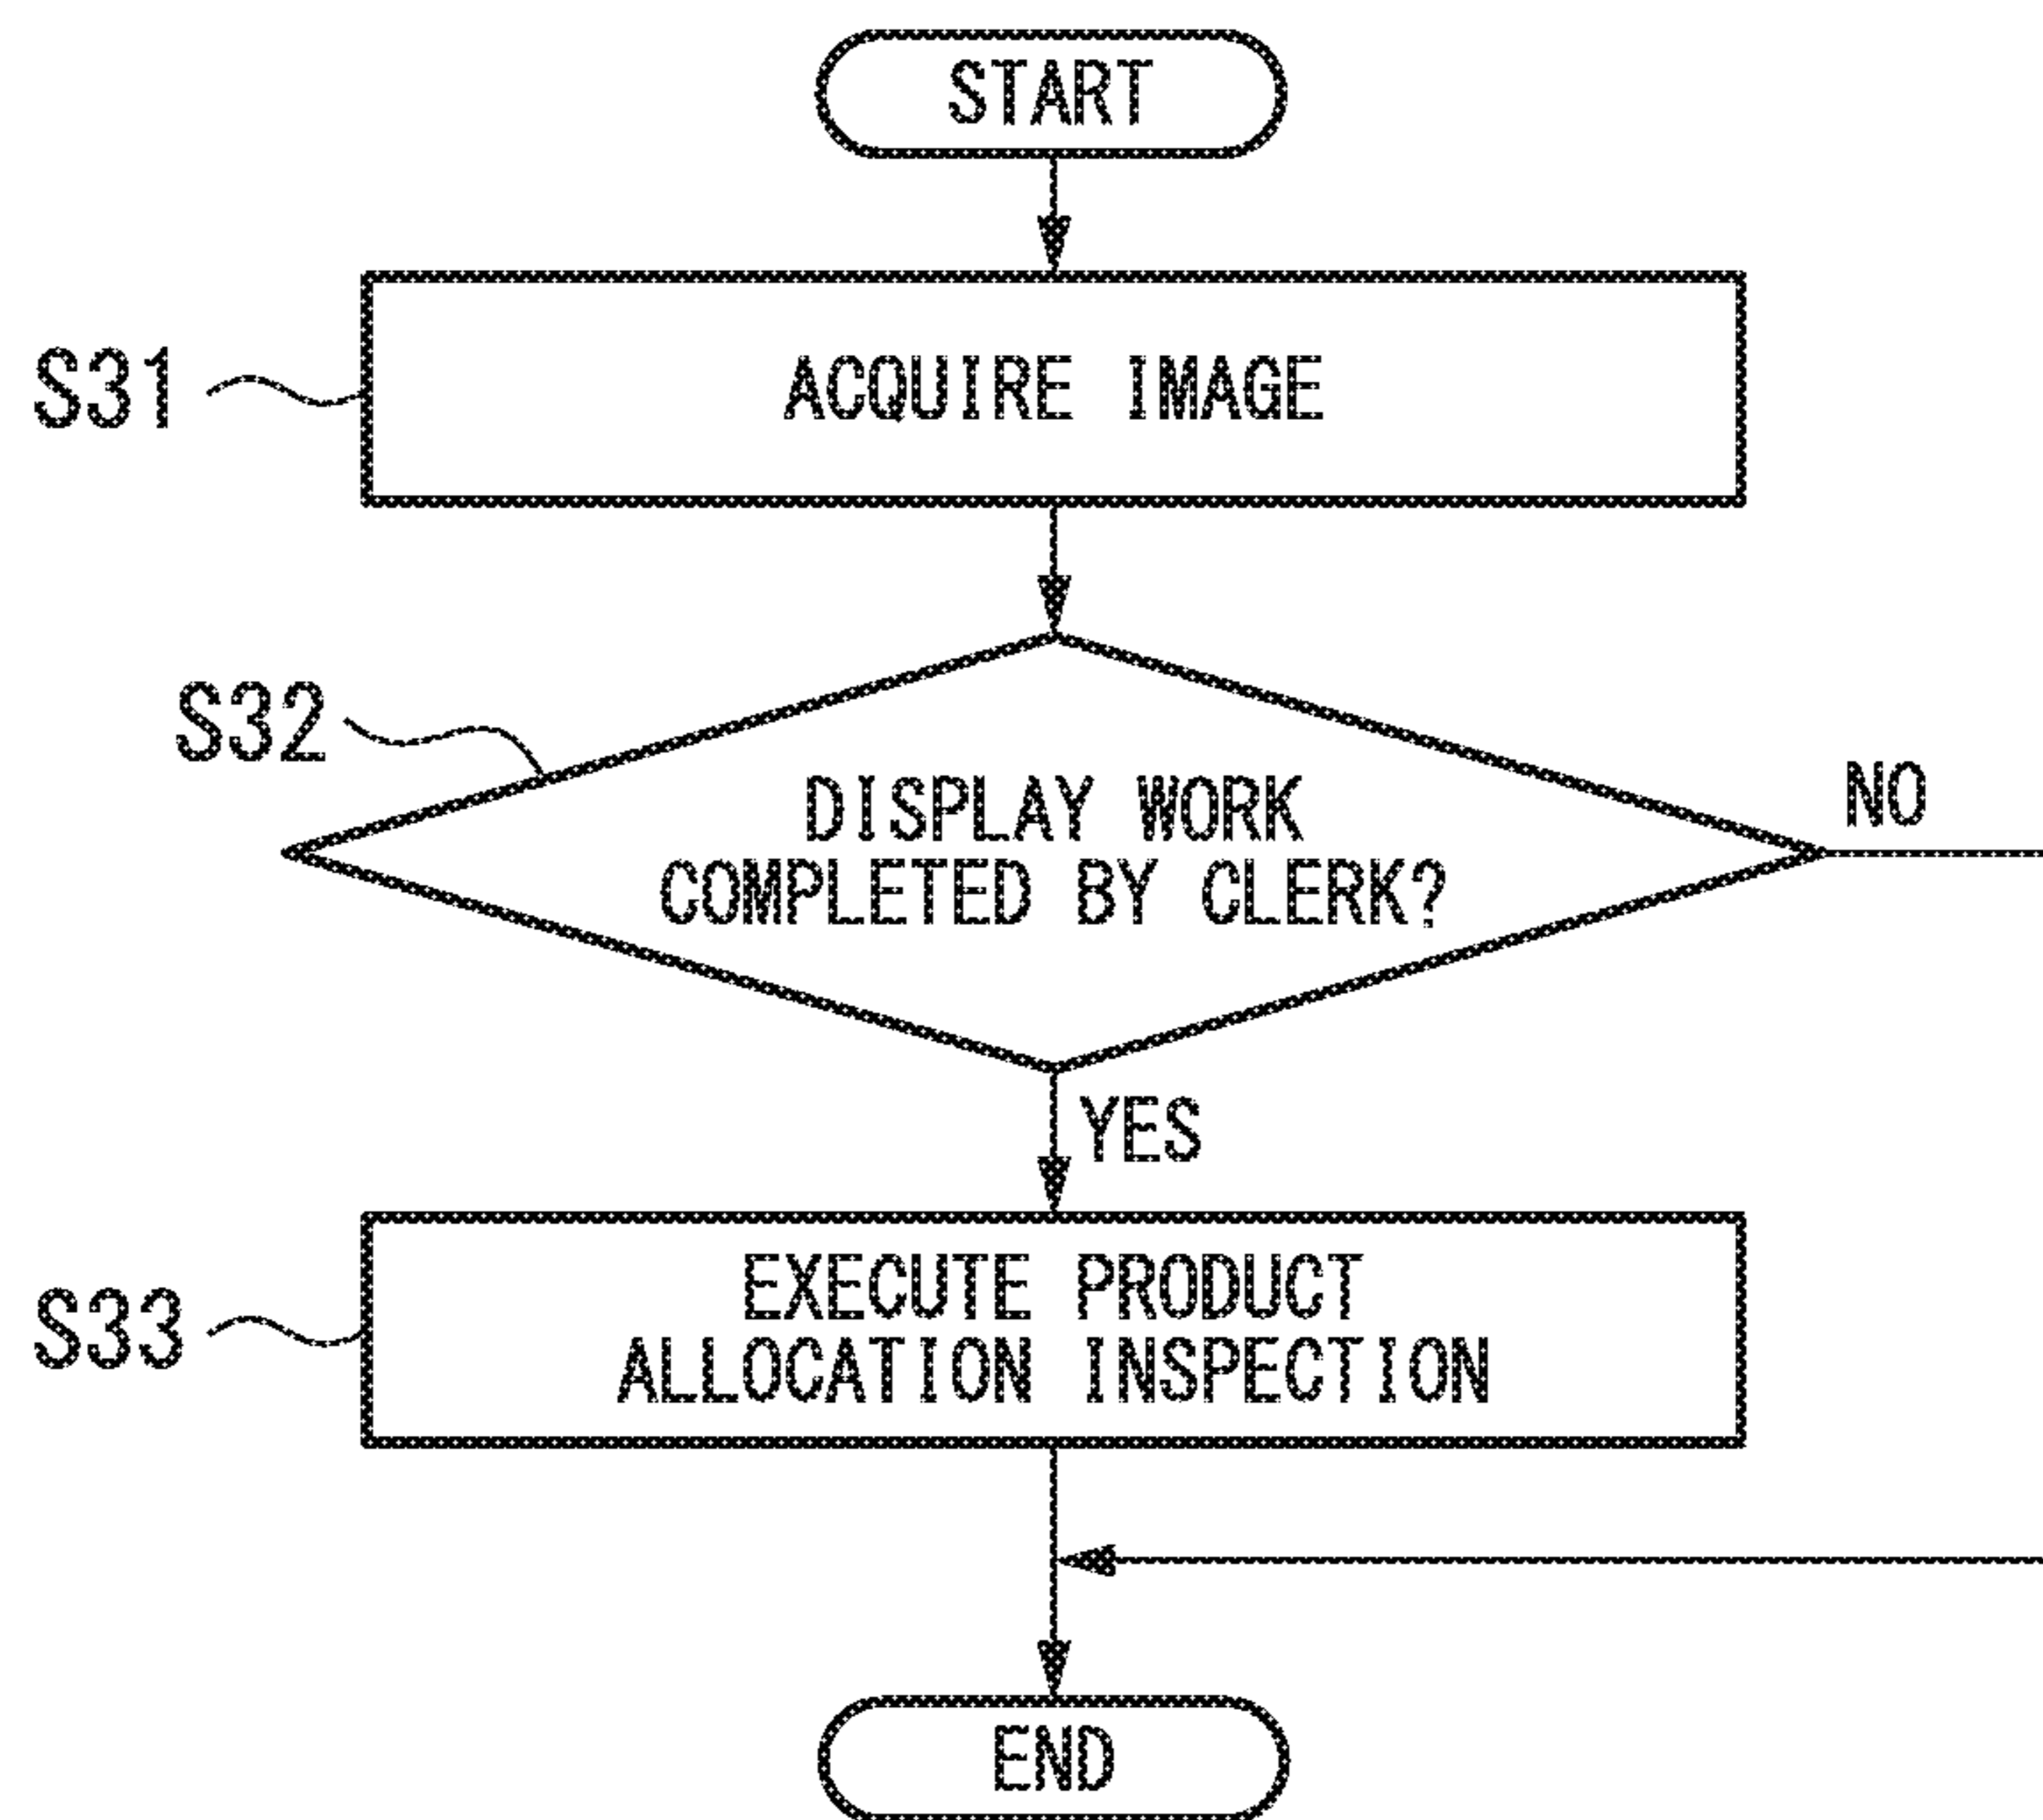 START
S31
ACQUIRE IMAGE
S32
DISPLAY WORK
COMPLETED BY CLERK?
NO
YES
S33
EXECUTE PRODUCT
ALLOCATION INSPECTION
END